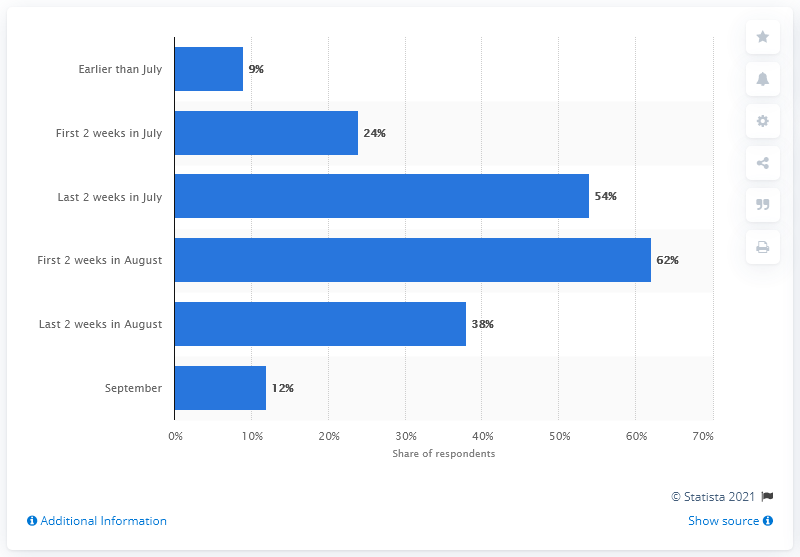 Earlier than July 9%
First 2 weeks in July 24%
Last 2 weeks in July 54%
First 2 weeks in August 62%
Last 2 weeks in August 38%
September 12%
0% 10% 20% 30% 40% 50% 60% 70%
Share of respondents
© Statista 2021
Additional Information Show source